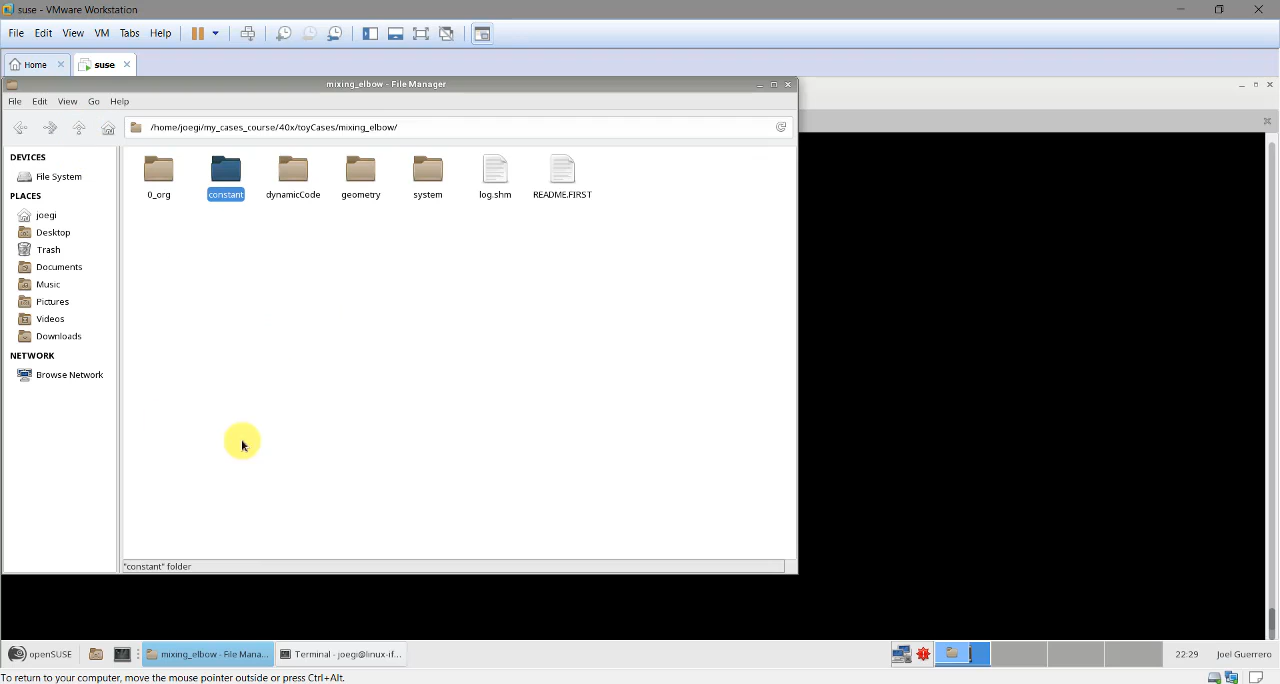 suse - VMware Workstation
File Edit View VM Tabs Help
Home suse
mixing_elbow - File Manager
File Edit View Go Help
/home/joegi/my_cases_course/40x/toyCases/mixing_elbow/
DEVICES
File System
PLACES
joegi
Desktop
Trash
Documents
Music
Pictures
Videos
Downloads
NETWORK
Browse Network
0_org constant dynamicCode geometry system log.shm README.FIRST
"constant" folder
openSUSE mixing_elbow - File Mana... Terminal - joegi@linux-if... 22:29 Joel Guerrero
To return to your computer, move the mouse pointer outside or press Ctrl+Alt.